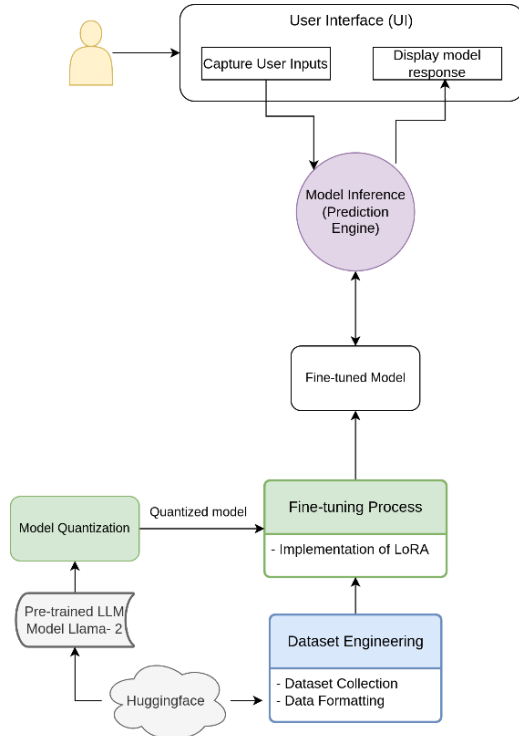 User Interface (UI)
Capture User Inputs
Display model
response
Model Inference
(Prediction
Engine)
Fine-tuned Model
Quantized model
Model Quantization
Fine-tuning Process
- Implementation of LoRA
Pre-trained LLM
Model Llama- 2
Dataset Engineering
- Dataset Collection
- Data Formatting
Huggingface